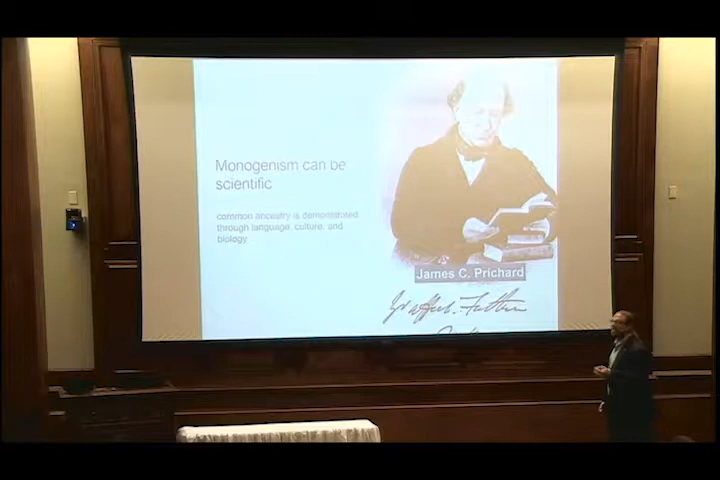 Monogenism can be
scientific
common ancestry is demonstrated
through language, culture, and
biology
James C. Prichard